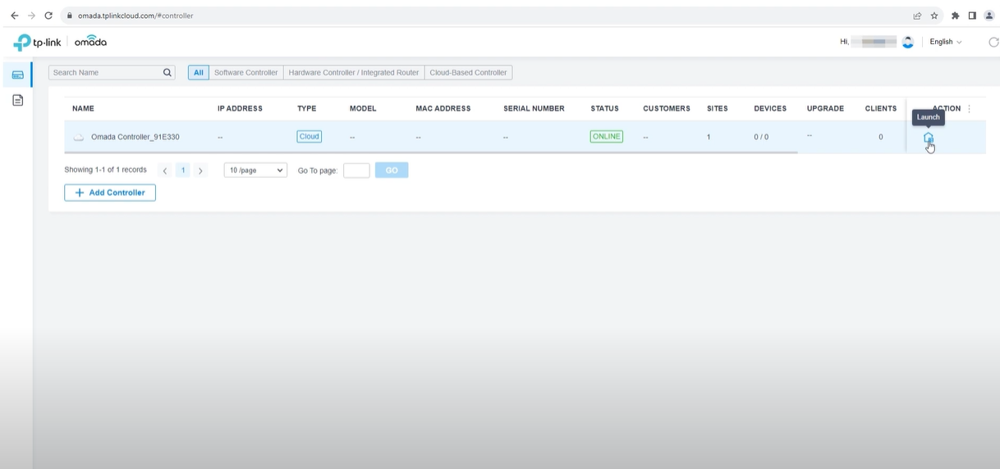 omada.tplinkcloud.com/#controller
tp-link omada
Hi,
English
Search Name
All Software Controller Hardware Controller / Integrated Router Cloud-Based Controller
NAME IP ADDRESS TYPE MODEL MAC ADDRESS SERIAL NUMBER STATUS CUSTOMERS SITES DEVICES UPGRADE CLIENTS ACTION
Launch
Omada Controller_91E330 -- Cloud -- -- -- ONLINE -- 1 0 / 0 -- 0
Showing 1-1 of 1 records < 1 > 10 /page Go To page: GO
+ Add Controller